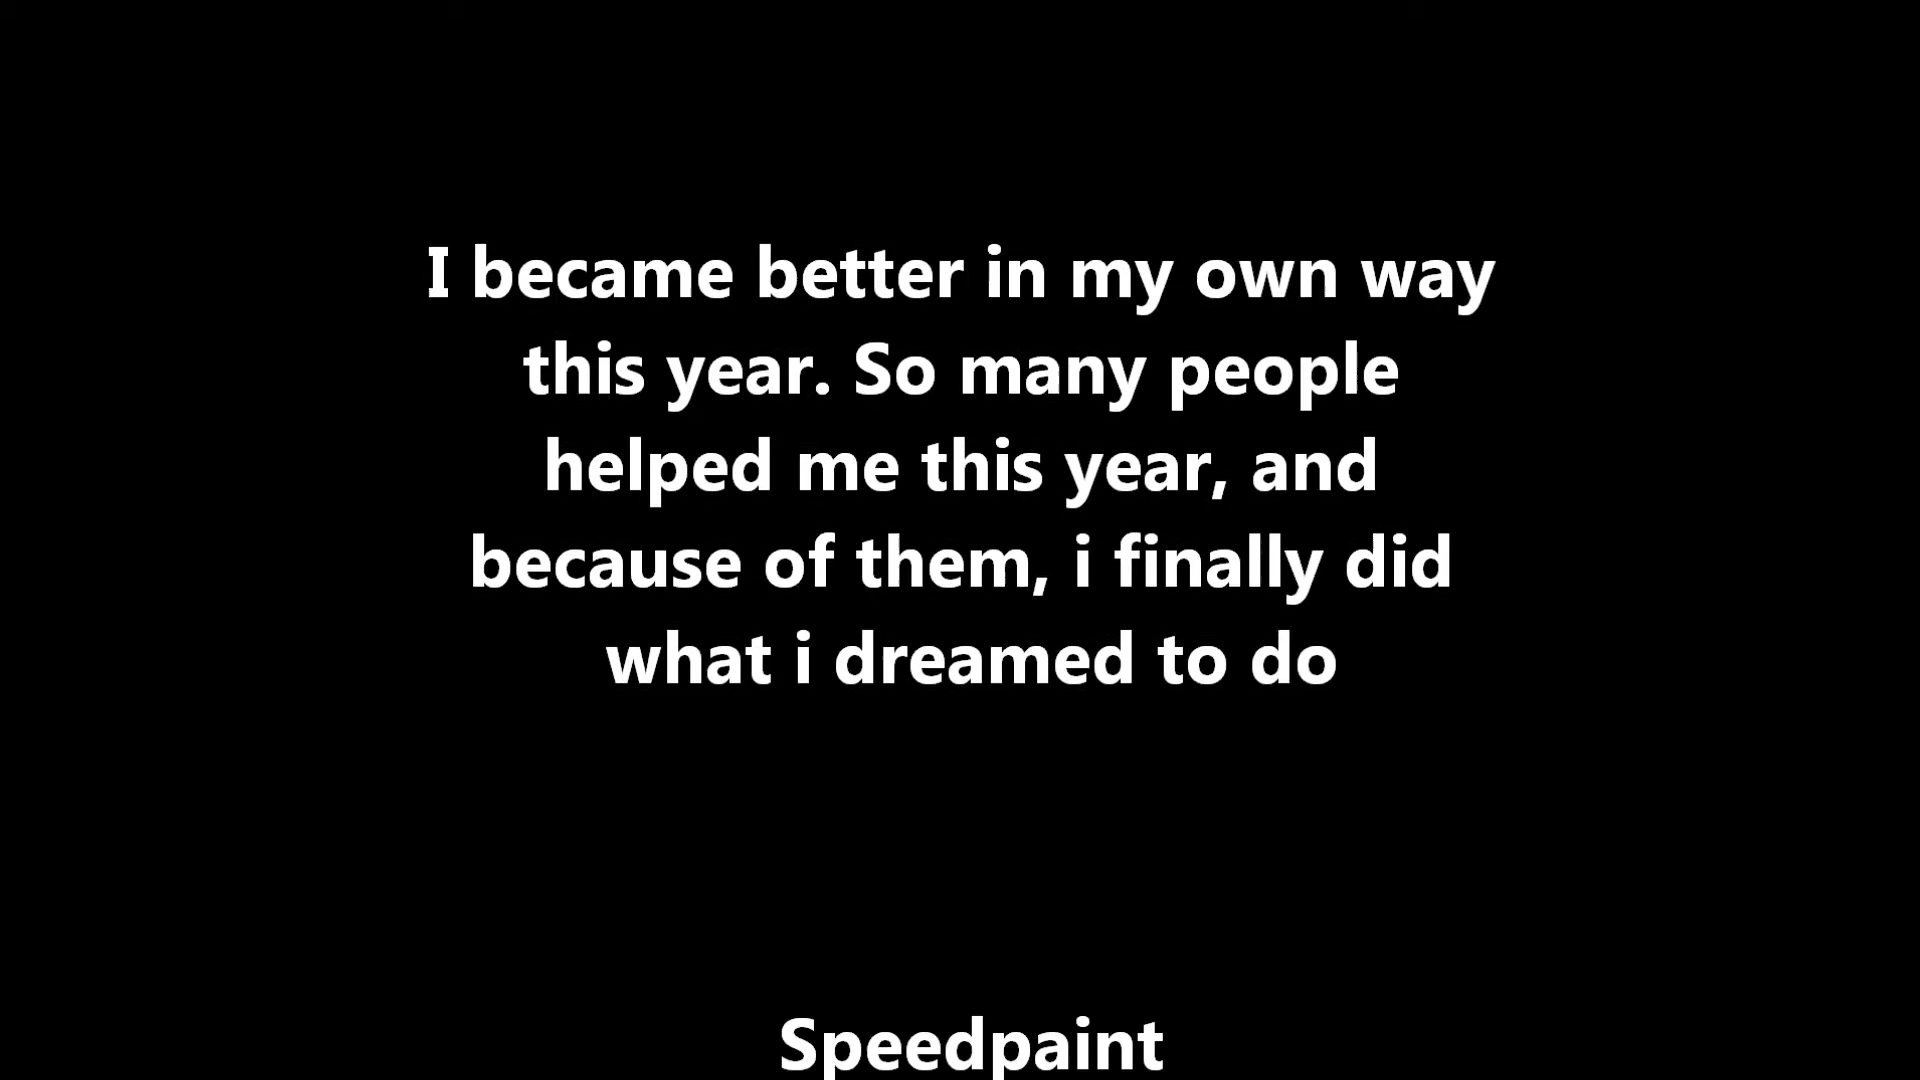 I became better in my own way
this year. So many people
helped me this year, and
because of them, i finally did
what i dreamed to do
Speedpaint